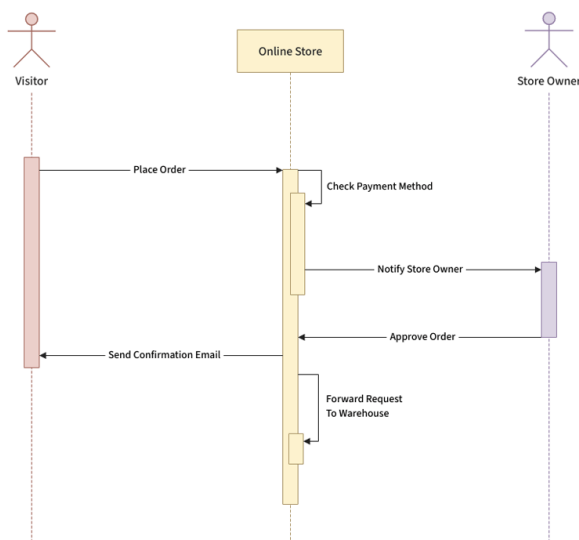 Visitor
Online Store
Store Owner
Place Order
Check Payment Method
Notify Store Owner
Approve Order
Send Confirmation Email
Forward Request
To Warehouse